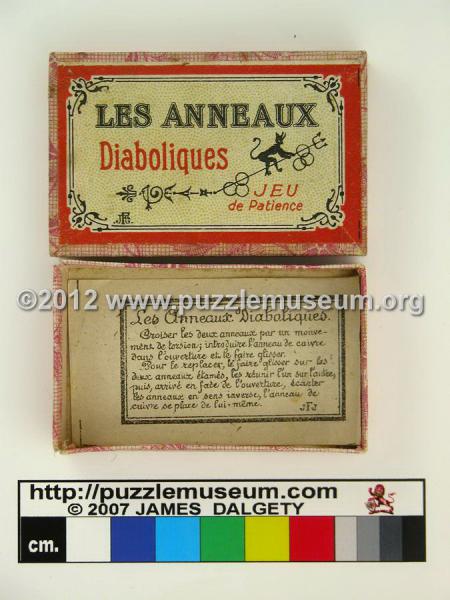 LES ANNEAUX
Diaboliques
JEU
de Patience
©2012 www.puzzlemuseum.org
Les Anneaux Diaboliques.
Croiser les deux anneaux par un mouve-
ment de torsion; introduire l'anneau de cuivre
dans l'ouverture et le faire glisser.
Pour le replacer, le faire glisser sur les
deux anneaux étamés, les réunir l'un sur l'autre,
puis, arrivé en face de l'ouverture, écarter
les anneaux en sens inverse, l'anneau de
cuivre se place de lui-même.
http://puzzlemuseum.com
© 2007 JAMES DALGETY
cm.